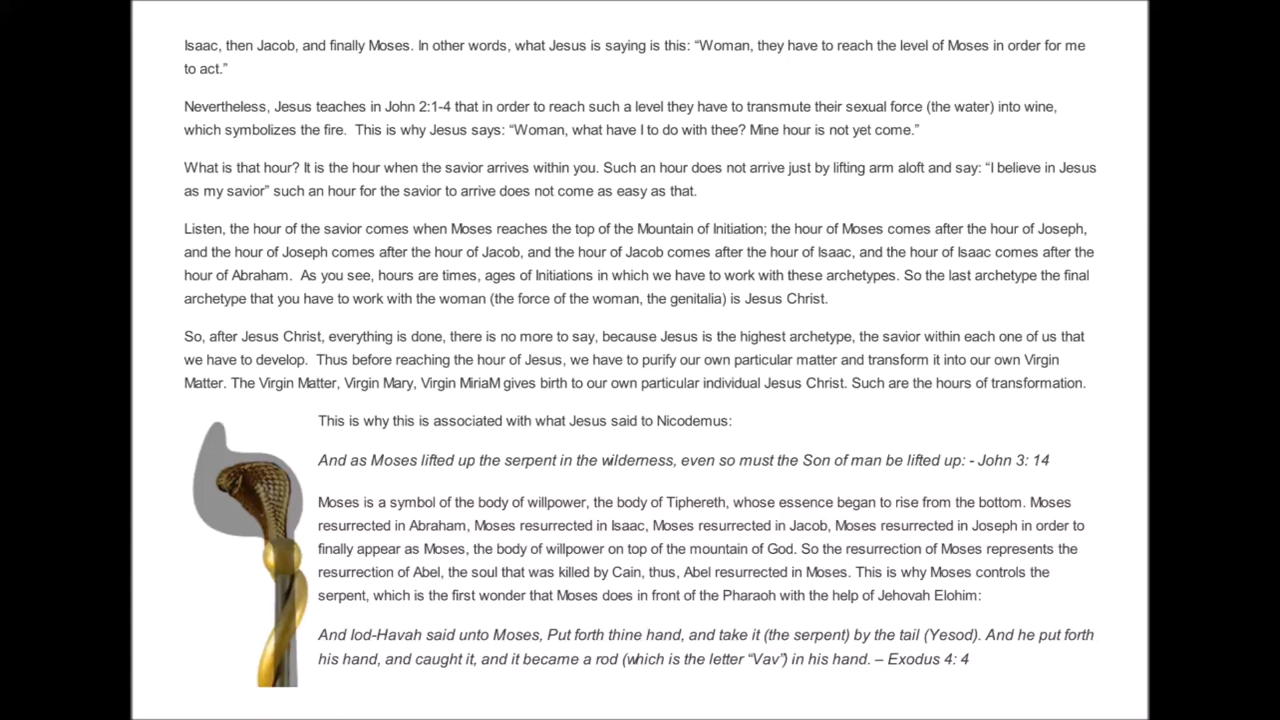 Isaac, then Jacob, and finally Moses. In other words, what Jesus is saying is this: “Woman, they have to reach the level of Moses in order for me
to act.”
Nevertheless, Jesus teaches in John 2:1-4 that in order to reach such a level they have to transmute their sexual force (the water) into wine,
which symbolizes the fire.  This is why Jesus says: “Woman, what have I to do with thee? Mine hour is not yet come.”
What is that hour? It is the hour when the savior arrives within you. Such an hour does not arrive just by lifting arm aloft and say: “I believe in Jesus
as my savior” such an hour for the savior to arrive does not come as easy as that.
Listen, the hour of the savior comes when Moses reaches the top of the Mountain of Initiation; the hour of Moses comes after the hour of Joseph,
and the hour of Joseph comes after the hour of Jacob, and the hour of Jacob comes after the hour of Isaac, and the hour of Isaac comes after the
hour of Abraham.  As you see, hours are times, ages of Initiations in which we have to work with these archetypes. So the last archetype the final
archetype that you have to work with the woman (the force of the woman, the genitalia) is Jesus Christ.
So, after Jesus Christ, everything is done, there is no more to say, because Jesus is the highest archetype, the savior within each one of us that
we have to develop.  Thus before reaching the hour of Jesus, we have to purify our own particular matter and transform it into our own Virgin
Matter. The Virgin Matter, Virgin Mary, Virgin MiriaM gives birth to our own particular individual Jesus Christ. Such are the hours of transformation.
This is why this is associated with what Jesus said to Nicodemus:
And as Moses lifted up the serpent in the wilderness, even so must the Son of man be lifted up: - John 3: 14
Moses is a symbol of the body of willpower, the body of Tiphereth, whose essence began to rise from the bottom. Moses
resurrected in Abraham, Moses resurrected in Isaac, Moses resurrected in Jacob, Moses resurrected in Joseph in order to
finally appear as Moses, the body of willpower on top of the mountain of God. So the resurrection of Moses represents the
resurrection of Abel, the soul that was killed by Cain, thus, Abel resurrected in Moses. This is why Moses controls the
serpent, which is the first wonder that Moses does in front of the Pharaoh with the help of Jehovah Elohim:
And Iod-Havah said unto Moses, Put forth thine hand, and take it (the serpent) by the tail (Yesod). And he put forth
his hand, and caught it, and it became a rod (which is the letter “Vav”) in his hand. – Exodus 4: 4